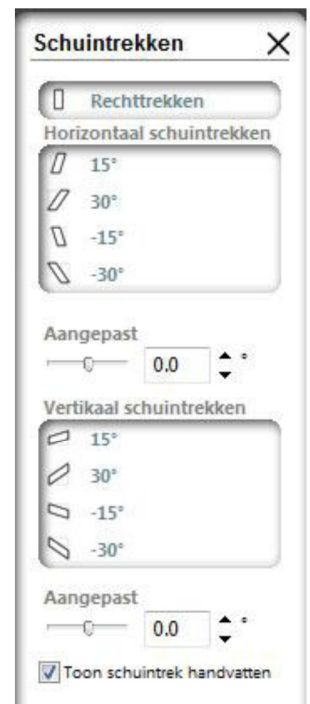 Schuintrekken
Rechttrekken
Horizontaal schuintrekken
15°
30°
-15°
-30°
Aangepast
0.0 °
Vertikaal schuintrekken
15°
30°
-15°
-30°
Aangepast
0.0 °
Toon schuintrek handvatten